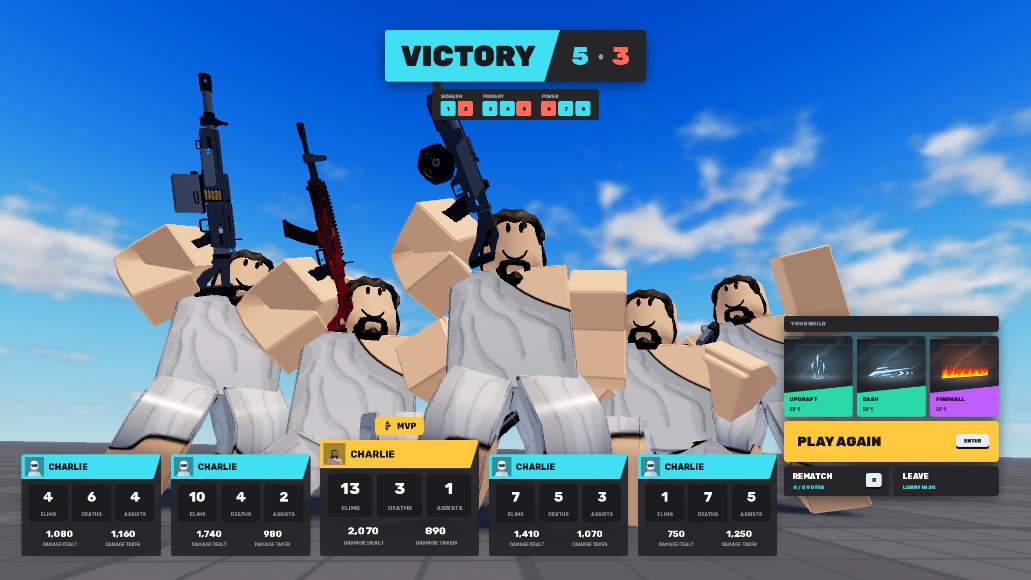 VICTORY 5 • 3
SIDEARM PRIMARY POWER
1 2 3 4 5 6 7 8
YOUR BUILD
UPDRAFT DASH FIREWALL
LV 1 LV 1 LV 1
MVP
PLAY AGAIN ENTER
CHARLIE CHARLIE CHARLIE CHARLIE CHARLIE
REMATCH R LEAVE
0 / 0 VOTES LOBBY IN 20
4 6 4 10 4 2 13 3 1 7 5 3 1 7 5
ELIMS DEATHS ASSISTS ELIMS DEATHS ASSISTS ELIMS DEATHS ASSISTS ELIMS DEATHS ASSISTS ELIMS DEATHS ASSISTS
1,080 1,160 1,740 980 2,070 890 1,410 1,070 750 1,250
DAMAGE DEALT DAMAGE TAKEN DAMAGE DEALT DAMAGE TAKEN DAMAGE DEALT DAMAGE TAKEN DAMAGE DEALT DAMAGE TAKEN DAMAGE DEALT DAMAGE TAKEN